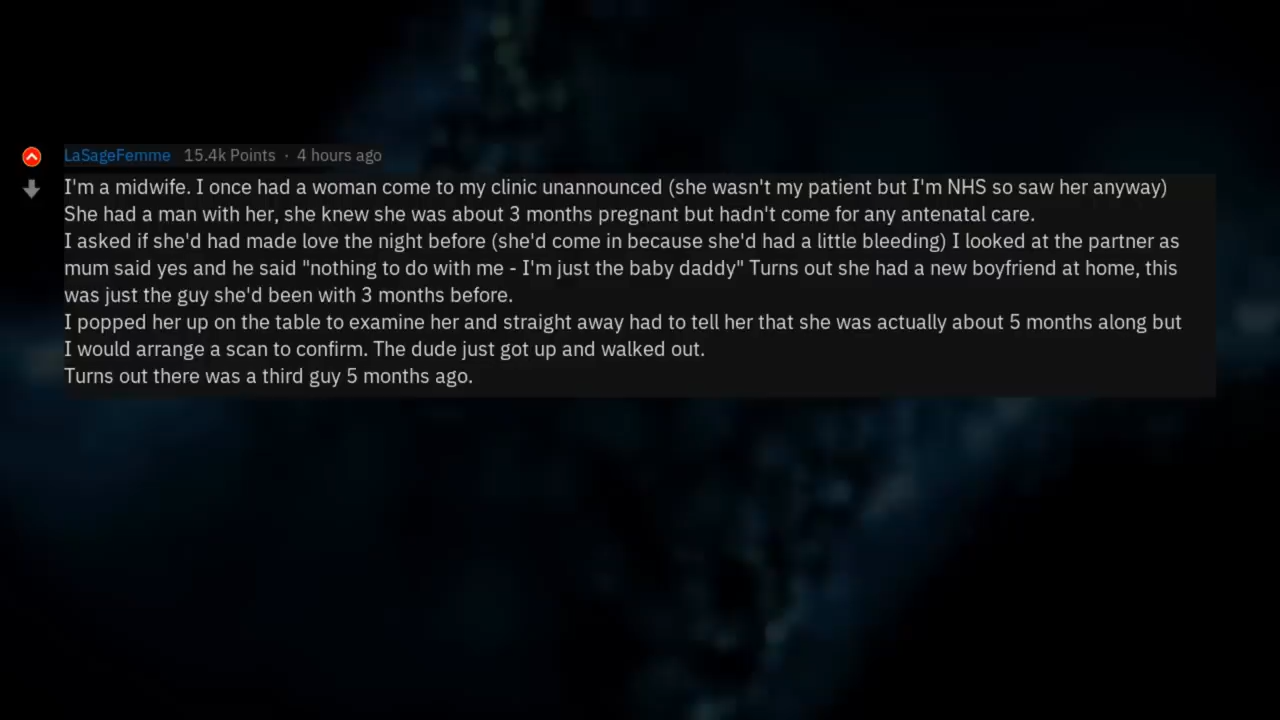 LaSageFemme 15.4k Points · 4 hours ago
I'm a midwife. I once had a woman come to my clinic unannounced (she wasn't my patient but I'm NHS so saw her anyway)
She had a man with her, she knew she was about 3 months pregnant but hadn't come for any antenatal care.
I asked if she'd had made love the night before (she'd come in because she'd had a little bleeding) I looked at the partner as
mum said yes and he said "nothing to do with me - I'm just the baby daddy" Turns out she had a new boyfriend at home, this
was just the guy she'd been with 3 months before.
I popped her up on the table to examine her and straight away had to tell her that she was actually about 5 months along but
I would arrange a scan to confirm. The dude just got up and walked out.
Turns out there was a third guy 5 months ago.